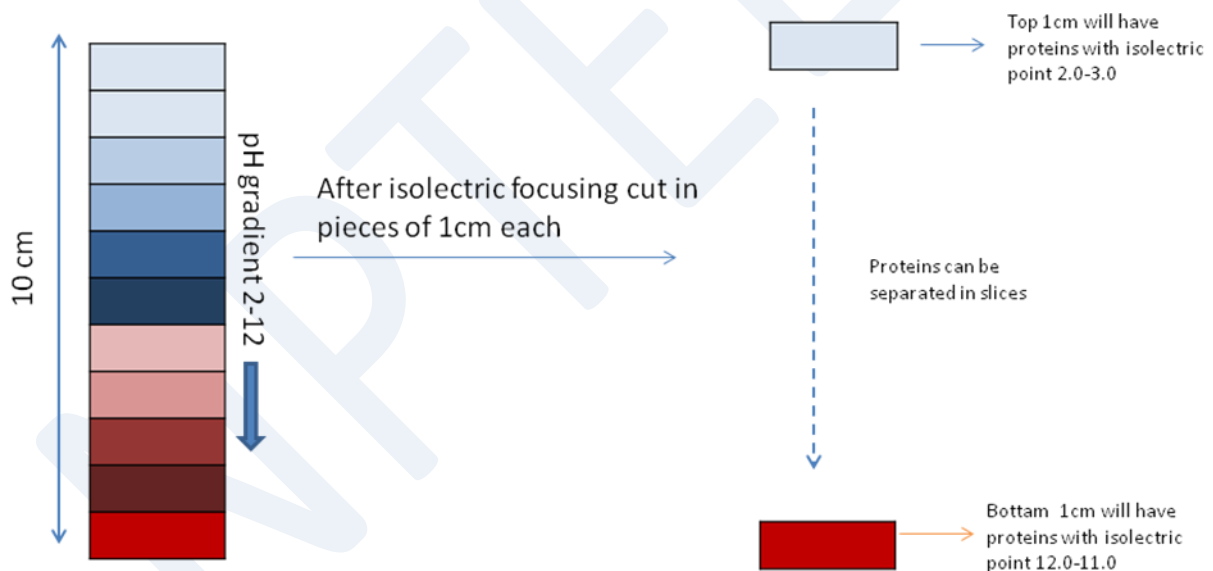 10 cm
pH gradient 2-12
After isolectric focusing cut in
pieces of 1cm each
Top 1cm will have
proteins with isolectric
point 2.0-3.0
Proteins can be
separated in slices
Bottam 1cm will have
proteins with isolectric
point 12.0-11.0
NPTE